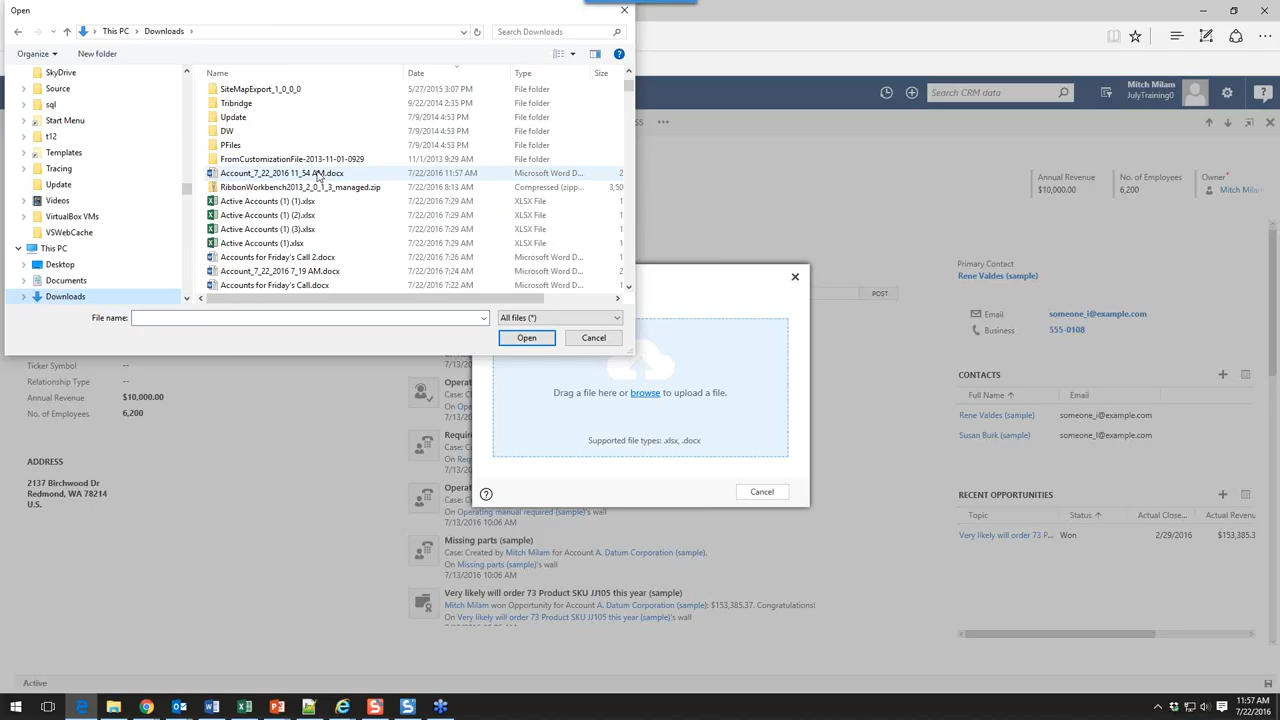 Open
This PC > Downloads >
Search Downloads
Organize
New folder
SkyDrive
Source
sql
Start Menu
t12
Templates
Tracing
Update
Videos
VirtualBox VMs
VSWebCache
This PC
Desktop
Documents
Downloads
Name Date Type Size
SiteMapExport_1_0_0_0 5/27/2015 3:07 PM File folder
Tribridge 9/22/2014 2:35 PM File folder
Update 7/9/2014 4:53 PM File folder
DW 7/9/2014 4:53 PM File folder
PFiles 7/9/2014 4:53 PM File folder
FromCustomizationFile-2013-11-01-0929 11/1/2013 9:29 AM File folder
Account_7_22_2016 11_54 AM.docx 7/22/2016 11:57 AM Microsoft Word D... 2
RibbonWorkbench2013_2_0_1_3_managed.zip 7/22/2016 8:13 AM Compressed (zipp... 3,50
Active Accounts (1) (1).xlsx 7/22/2016 7:29 AM XLSX File 1
Active Accounts (1) (2).xlsx 7/22/2016 7:29 AM XLSX File 1
Active Accounts (1) (3).xlsx 7/22/2016 7:29 AM XLSX File 1
Active Accounts (1).xlsx 7/22/2016 7:29 AM XLSX File 1
Accounts for Friday's Call 2.docx 7/22/2016 7:26 AM Microsoft Word D... 1
Account_7_22_2016 7_19 AM.docx 7/22/2016 7:24 AM Microsoft Word D... 2
Accounts for Friday's Call.docx 7/22/2016 7:22 AM Microsoft Word D... 1
File name:
All files (*)
Open
Cancel
Search CRM data
Mitch Milam
JulyTraining0
SS
Annual Revenue
$10,000.00
No. of Employees
6,200
Owner*
Mitch Milam
Primary Contact
Rene Valdes (sample)
Email someone_i@example.com
Business 555-0108
POST
Drag a file here or browse to upload a file.
Supported file types: .xlsx, .docx
Cancel
Ticker Symbol --
Relationship Type --
Annual Revenue $10,000.00
No. of Employees 6,200
ADDRESS
2137 Birchwood Dr
Redmond, WA 78214
U.S.
7/13/2
Operat
Case: C
On Op
7/13/2
Requir
Case: C
On Re
7/13/2
Operat
Case: C
On Operating manual required (sample)'s wall
7/13/2016 10:06 AM
Missing parts (sample)
Case: Created by Mitch Milam for Account A. Datum Corporation (sample).
On Missing parts (sample)'s wall
7/13/2016 10:06 AM
Very likely will order 73 Product SKU JJ105 this year (sample)
Mitch Milam won Opportunity for Account A. Datum Corporation (sample): $153,385.37. Congratulations!
On Very likely will order 73 Product SKU JJ105 this year (sample)'s wall
CONTACTS
Full Name Email
Rene Valdes (sample) someone_i@example.com
Susan Burk (sample) someone_l@example.com
RECENT OPPORTUNITIES
Topic Status Actual Close... Actual Revenu
Very likely will order 73 P... Won 2/29/2016 $153,385.3
Active
11:57 AM
7/22/2016